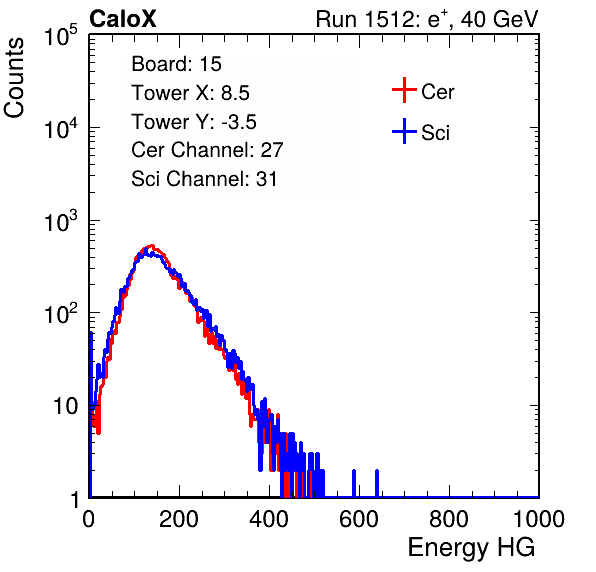 CaloX Run 1512: e⁺, 40 GeV
Counts
10⁵
10⁴
10³
10²
10
1
Board: 15
Tower X: 8.5
Tower Y: -3.5
Cer Channel: 27
Sci Channel: 31
Cer
Sci
0 200 400 600 800 1000
Energy HG